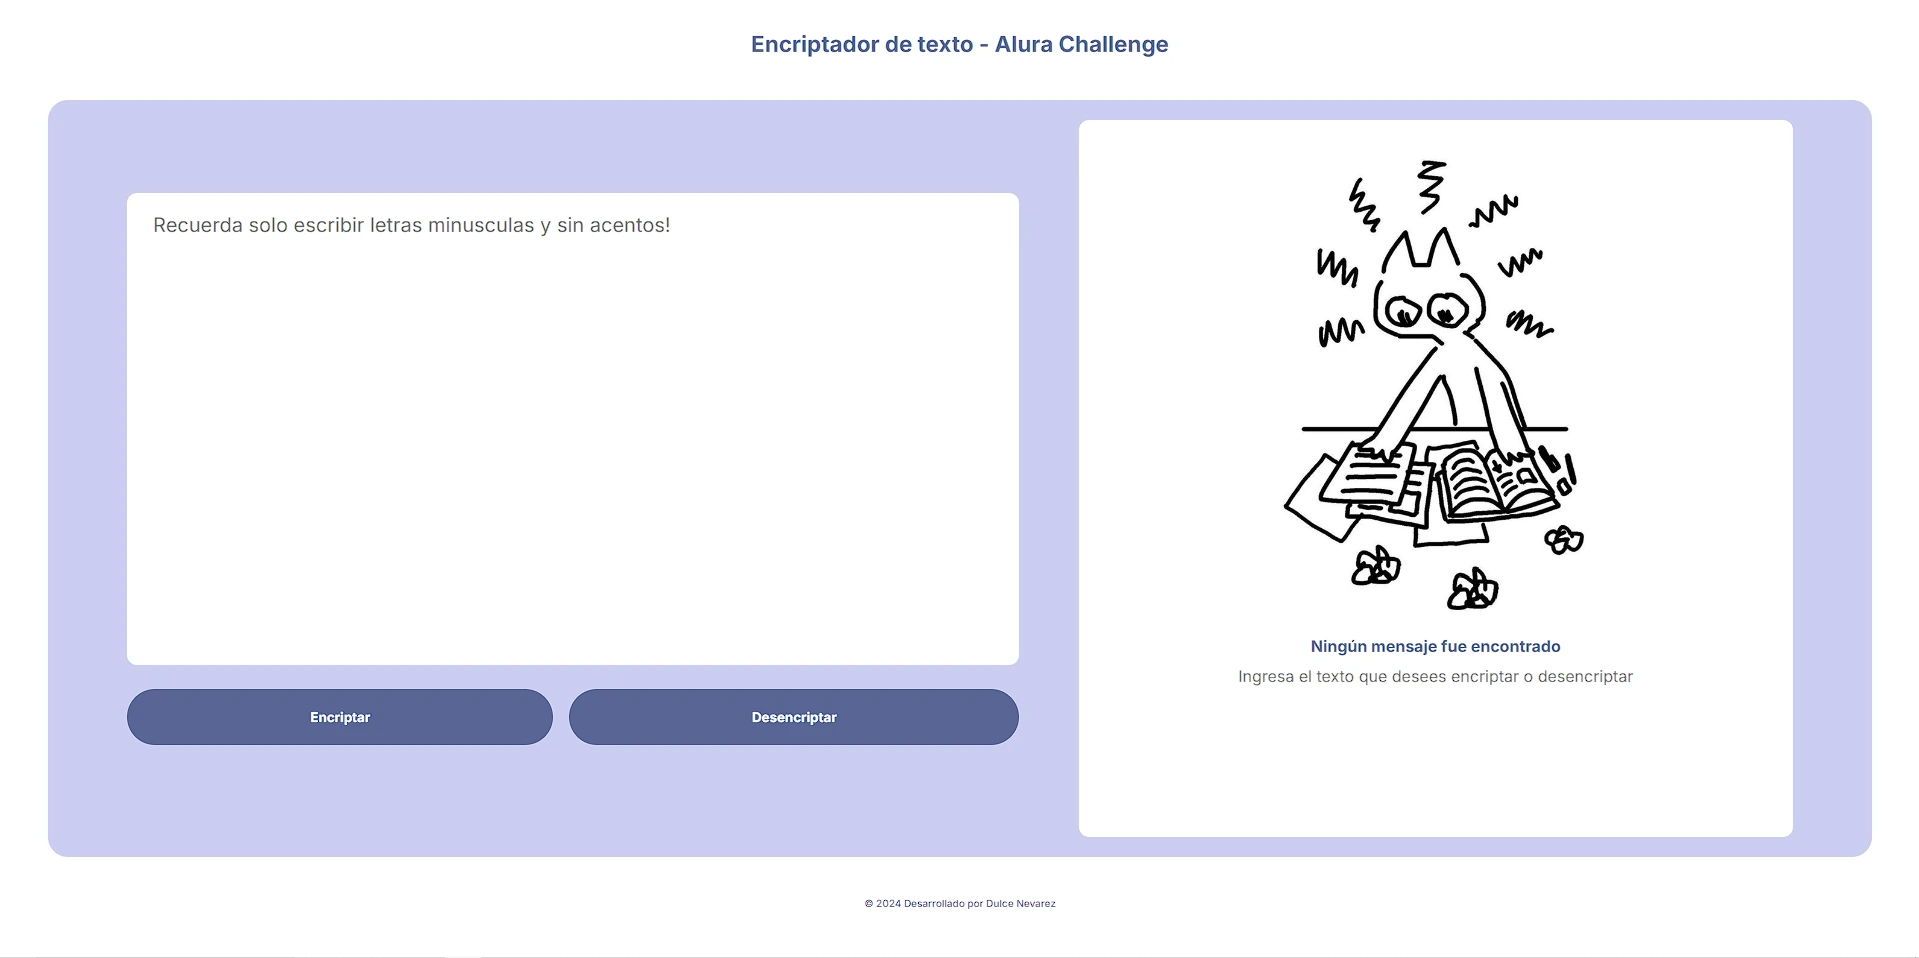 Encriptador de texto - Alura Challenge
Recuerda solo escribir letras minusculas y sin acentos!
Encriptar
Desencriptar
Ningún mensaje fue encontrado
Ingresa el texto que desees encriptar o desencriptar
© 2024 Desarrollado por Dulce Nevarez